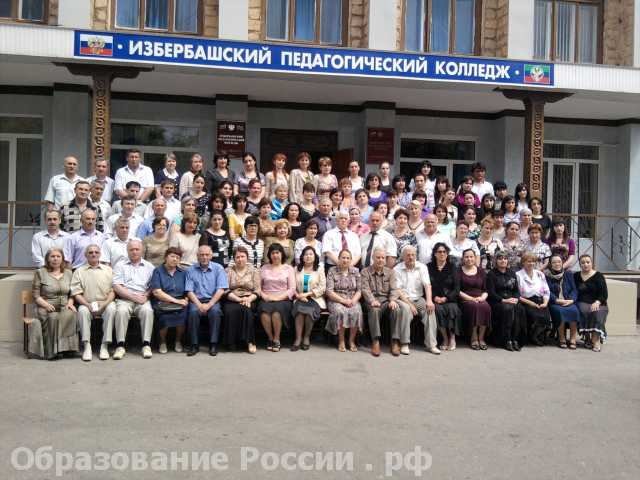 · ИЗБЕРБАШСКИЙ ПЕДАГОГИЧЕСКИЙ КОЛЛЕДЖ ·
Образование России . рф